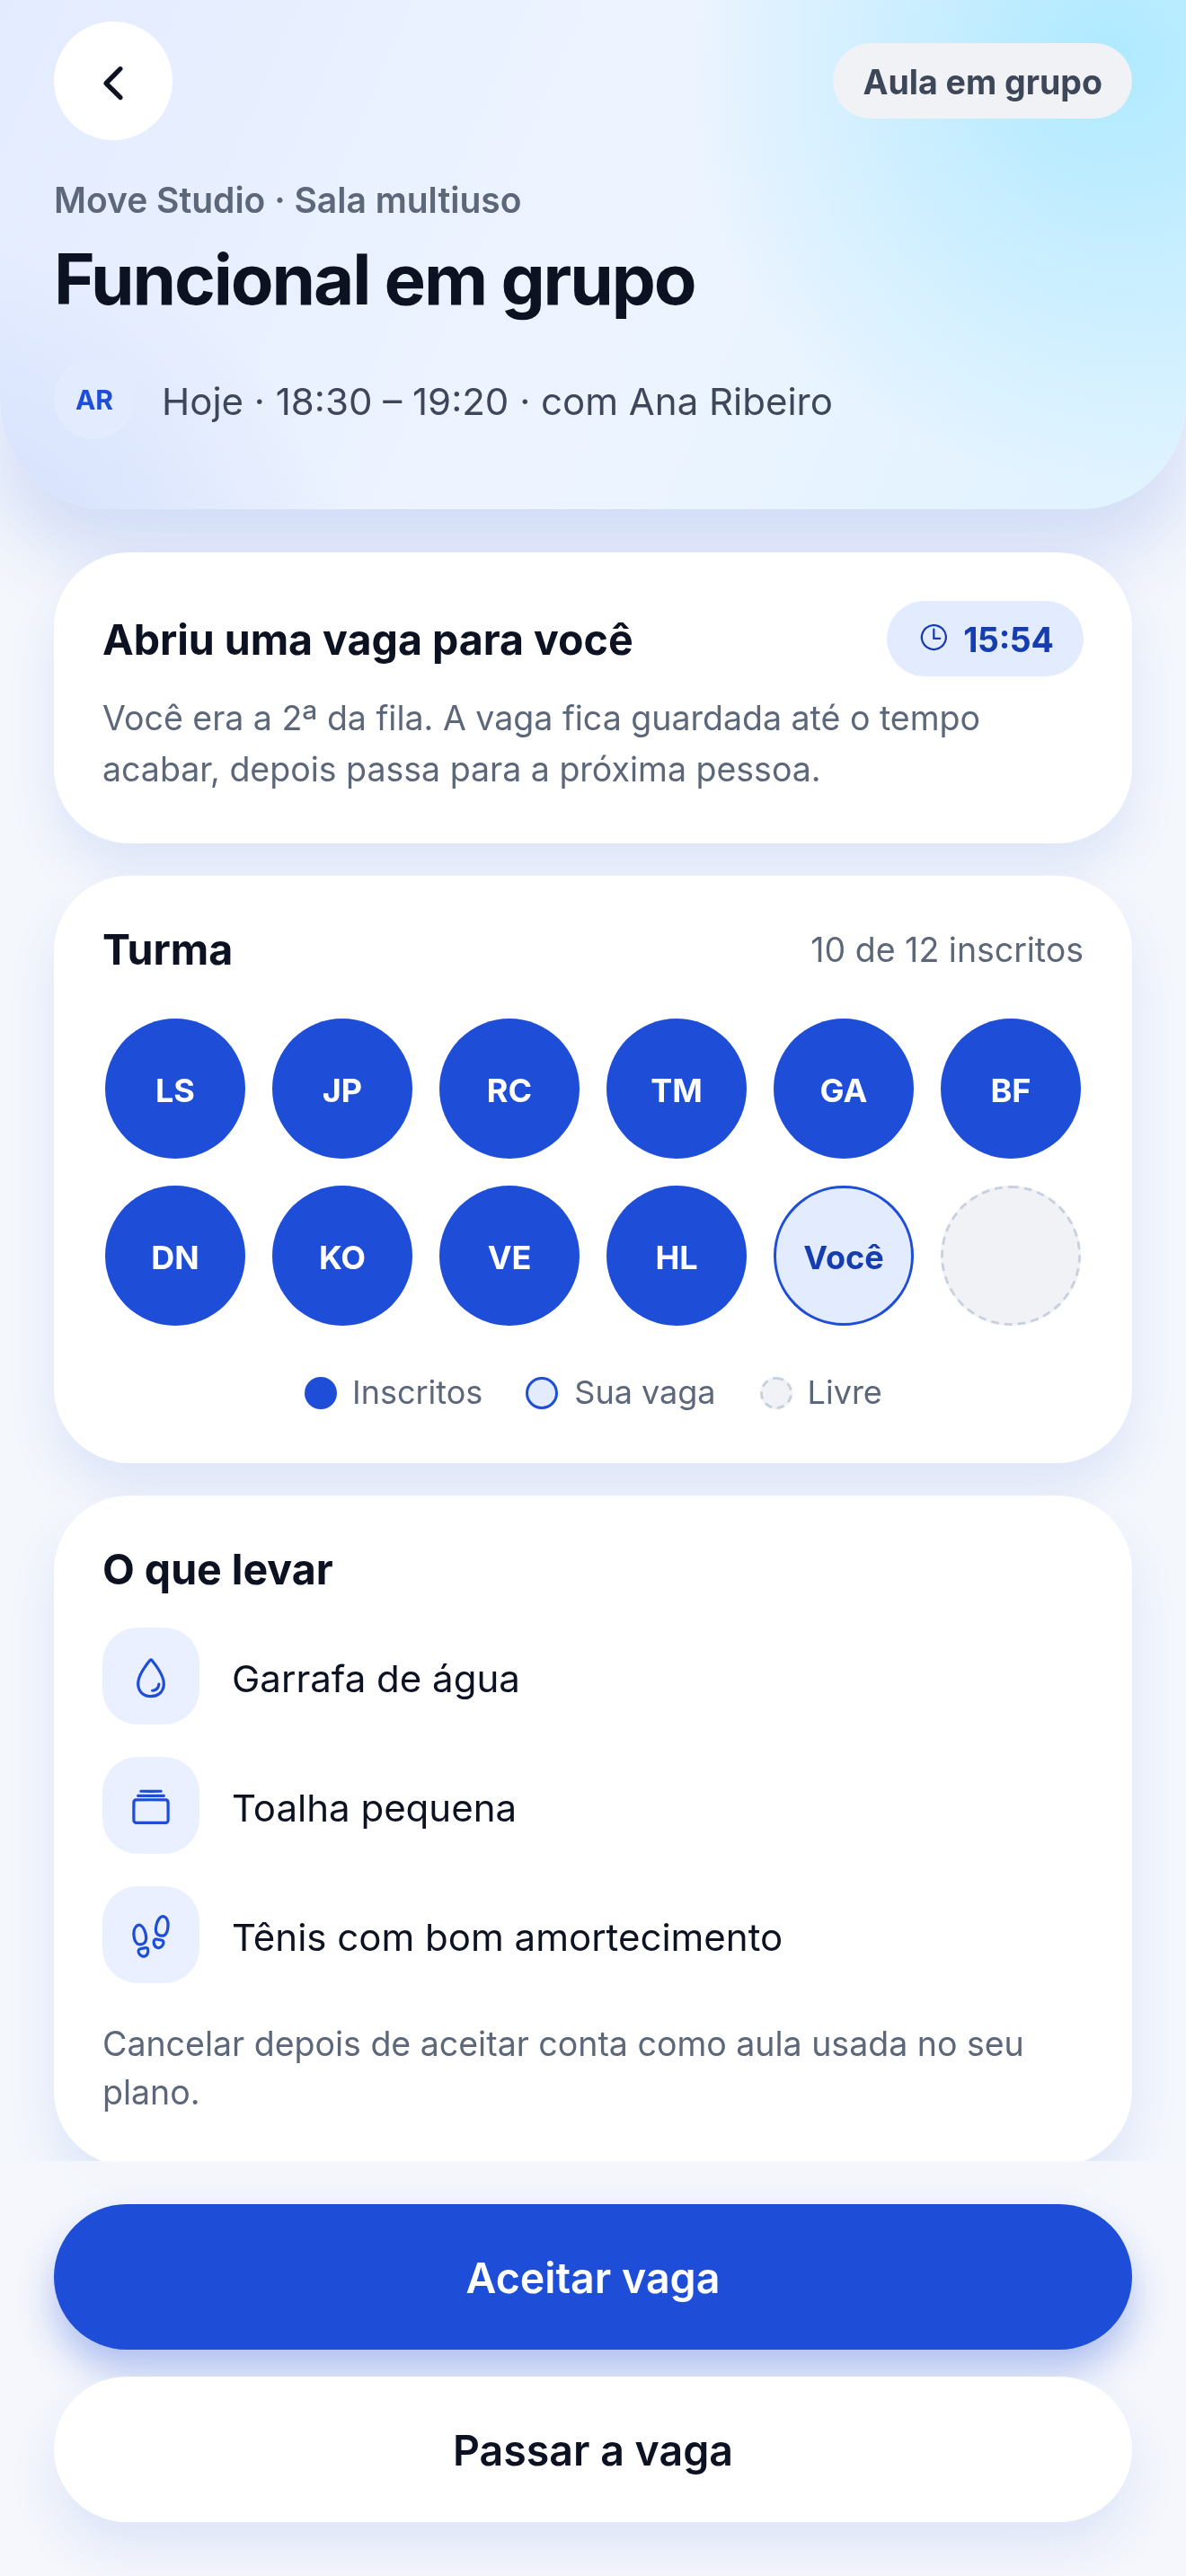 Aula em grupo
Move Studio · Sala multiuso
Funcional em grupo
AR
Hoje · 18:30 – 19:20 · com Ana Ribeiro
Abriu uma vaga para você
15:54
Você era a 2ª da fila. A vaga fica guardada até o tempo
acabar, depois passa para a próxima pessoa.
Turma
10 de 12 inscritos
LS JP RC TM GA BF
DN KO VE HL Você
Inscritos Sua vaga Livre
O que levar
Garrafa de água
Toalha pequena
Tênis com bom amortecimento
Cancelar depois de aceitar conta como aula usada no seu
plano.
Aceitar vaga
Passar a vaga